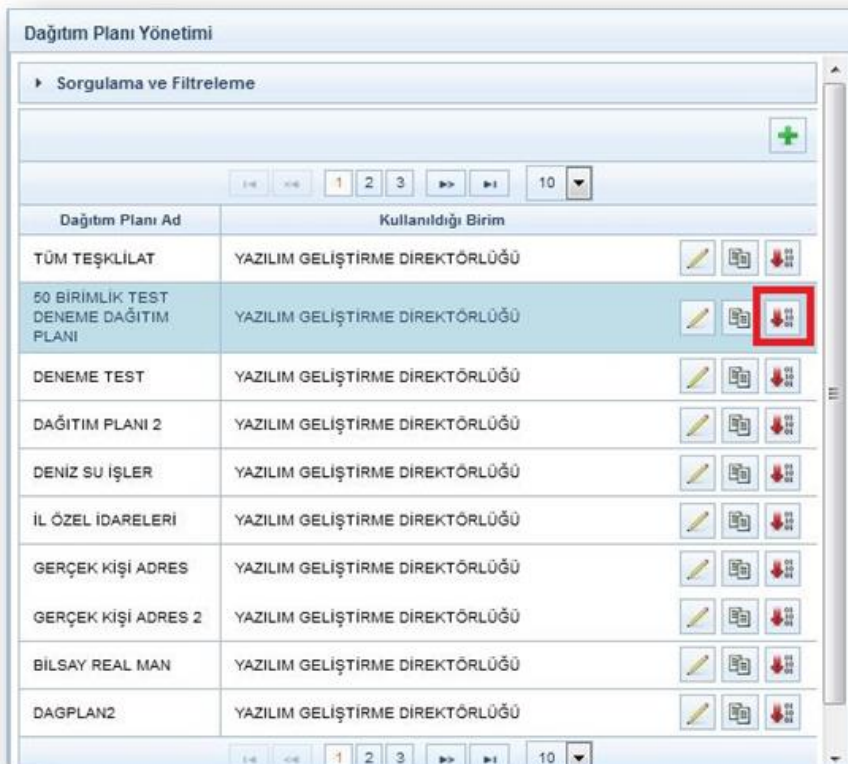 Dağıtım Planı Yönetimi
Sorgulama ve Filtreleme
1 2 3 10
Dağıtım Planı Ad Kullanıldığı Birim
TÜM TEŞKLİLAT YAZILIM GELİŞTİRME DİREKTÖRLÜĞÜ
50 BİRİMLİK TEST
DENEME DAĞITIM YAZILIM GELİŞTİRME DİREKTÖRLÜĞÜ
PLANI
DENEME TEST YAZILIM GELİŞTİRME DİREKTÖRLÜĞÜ
DAĞITIM PLANI 2 YAZILIM GELİŞTİRME DİREKTÖRLÜĞÜ
DENİZ SU İŞLER YAZILIM GELİŞTİRME DİREKTÖRLÜĞÜ
İL ÖZEL İDARELERİ YAZILIM GELİŞTİRME DİREKTÖRLÜĞÜ
GERÇEK KİŞİ ADRES YAZILIM GELİŞTİRME DİREKTÖRLÜĞÜ
GERÇEK KİŞİ ADRES 2 YAZILIM GELİŞTİRME DİREKTÖRLÜĞÜ
BİLSAY REAL MAN YAZILIM GELİŞTİRME DİREKTÖRLÜĞÜ
DAGPLAN2 YAZILIM GELİŞTİRME DİREKTÖRLÜĞÜ
1 2 3 10